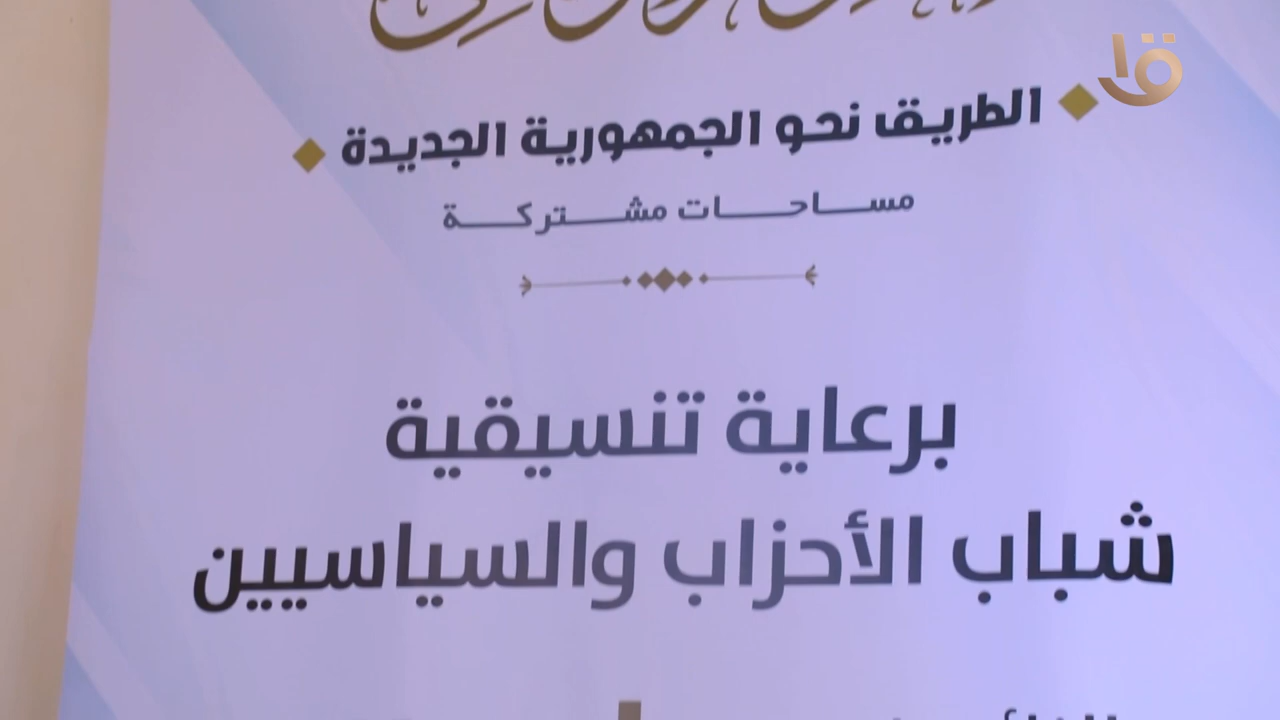 الطريق نحو الجمهورية الجديدة
مساحات مشتركة
برعاية تنسيقية
شباب الأحزاب والسياسيين